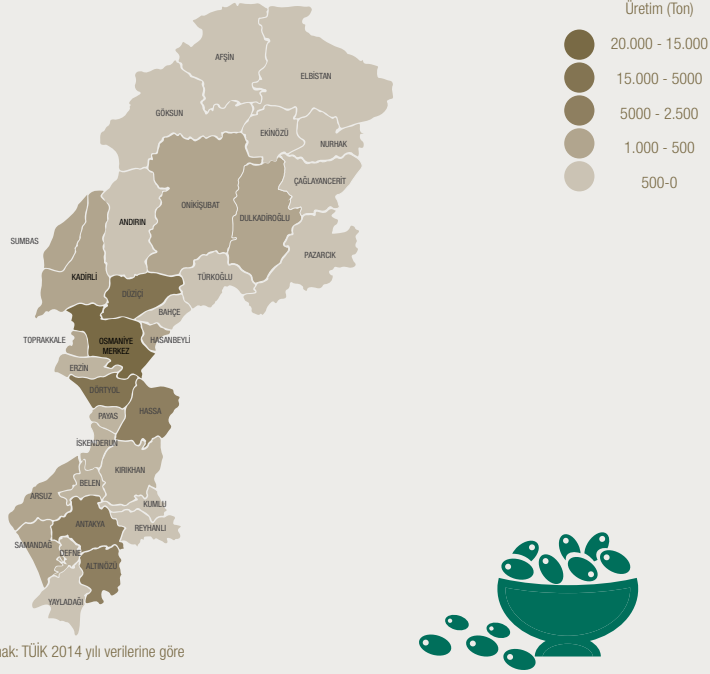 Üretim (Ton)
20.000 - 15.000
15.000 - 5000
5000 - 2.500
1.000 - 500
500-0
AFŞİN
ELBİSTAN
GÖKSUN
EKİNÖZÜ
NURHAK
ÇAĞLAYANCERİT
ONİKİŞUBAT
DULKADİROĞLU
ANDIRIN
SUMBAS
PAZARCIK
KADİRLİ
TÜRKOĞLU
DÜZİÇİ
BAHÇE
TOPRAKKALE
OSMANİYE
MERKEZ
HASANBEYLİ
ERZİN
DÖRTYOL
HASSA
PAYAS
İSKENDERUN
KIRIKHAN
BELEN
ARSUZ
KUMLU
ANTAKYA
REYHANLI
SAMANDAĞ
DEFNE
ALTINÖZÜ
YAYLADAĞI
nak: TÜİK 2014 yılı verilerine göre